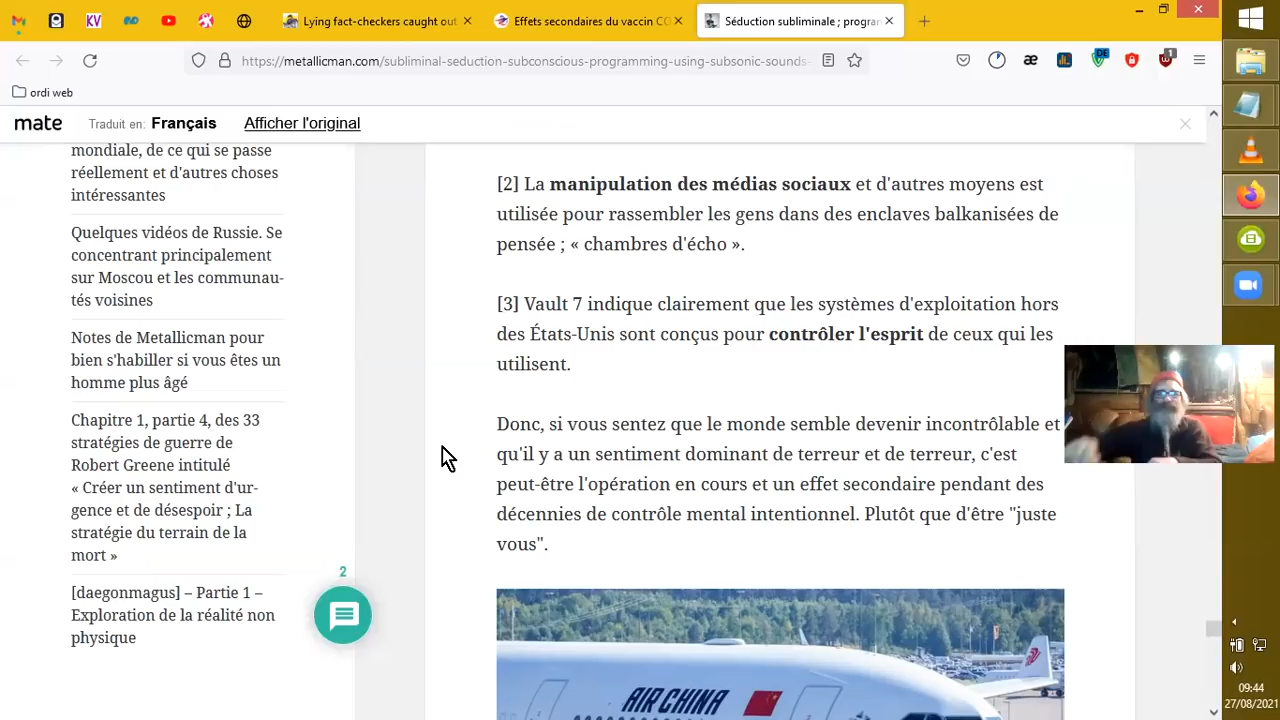 Lying fact-checkers caught out
Effets secondaires du vaccin CO
Séduction subliminale ; progran
KV
https://metallicman.com/subliminal-seduction-subconscious-programming-using-subsonic-sounds-
æ
DE
1
ordi web
mate
Traduit en: Français
Afficher l'original
mondiale, de ce qui se passe
réellement et d'autres choses
intéressantes
Quelques vidéos de Russie. Se
concentrant principalement
sur Moscou et les communau-
tés voisines
Notes de Metallicman pour
bien s'habiller si vous êtes un
homme plus âgé
Chapitre 1, partie 4, des 33
stratégies de guerre de
Robert Greene intitulé
« Créer un sentiment d'ur-
gence et de désespoir ; La
stratégie du terrain de la
mort »
[daegonmagus] – Partie 1 –
Exploration de la réalité non
physique
2
[2] La manipulation des médias sociaux et d'autres moyens est
utilisée pour rassembler les gens dans des enclaves balkanisées de
pensée ; « chambres d'écho ».
[3] Vault 7 indique clairement que les systèmes d'exploitation hors
des États-Unis sont conçus pour contrôler l'esprit de ceux qui les
utilisent.
Donc, si vous sentez que le monde semble devenir incontrôlable et
qu'il y a un sentiment dominant de terreur et de terreur, c'est
peut-être l'opération en cours et un effet secondaire pendant des
décennies de contrôle mental intentionnel. Plutôt que d'être "juste
vous".
AIR CHINA
09:44
27/08/2021